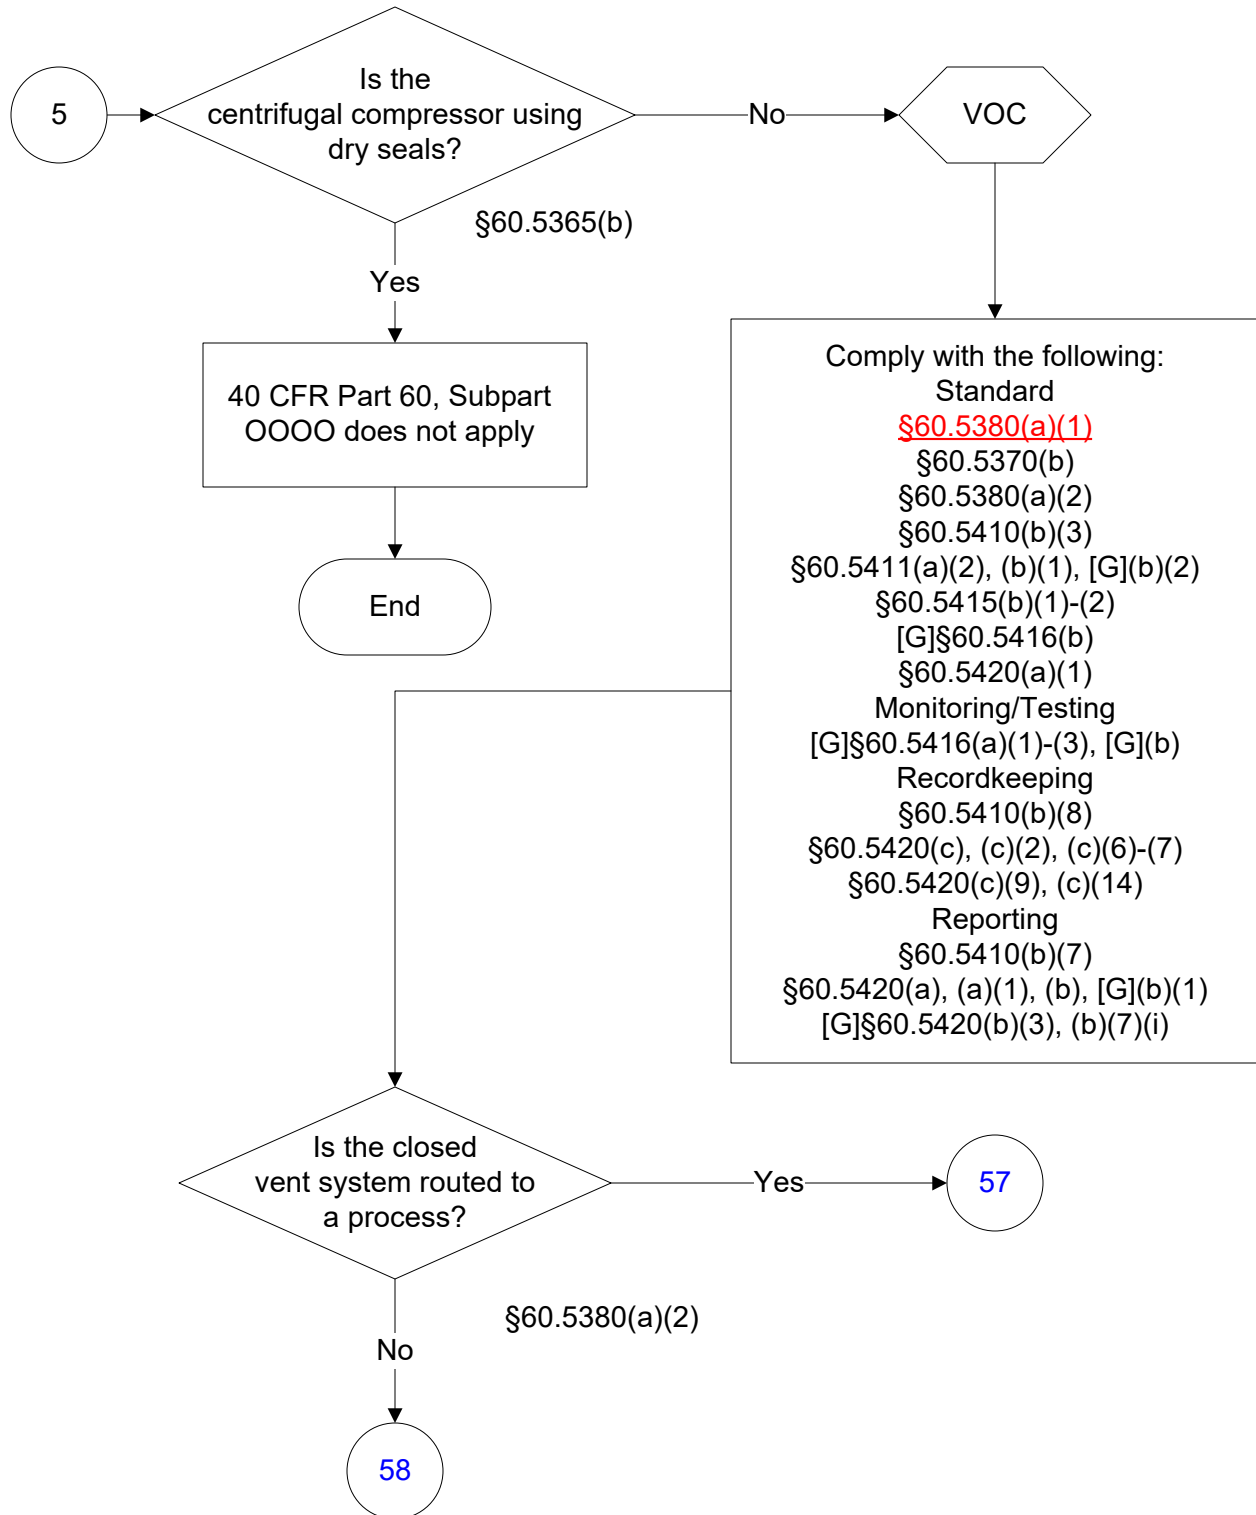 5
Is the
centrifugal compressor using
dry seals?
No
VOC
§60.5365(b)
Yes
40 CFR Part 60, Subpart
OOOO does not apply
End
Comply with the following:
Standard
§60.5380(a)(1)
§60.5370(b)
§60.5380(a)(2)
§60.5410(b)(3)
§60.5411(a)(2), (b)(1), [G](b)(2)
§60.5415(b)(1)-(2)
[G]§60.5416(b)
§60.5420(a)(1)
Monitoring/Testing
[G]§60.5416(a)(1)-(3), [G](b)
Recordkeeping
§60.5410(b)(8)
§60.5420(c), (c)(2), (c)(6)-(7)
§60.5420(c)(9), (c)(14)
Reporting
§60.5410(b)(7)
§60.5420(a), (a)(1), (b), [G](b)(1)
[G]§60.5420(b)(3), (b)(7)(i)
Is the closed
vent system routed to
a process?
Yes
57
§60.5380(a)(2)
No
58